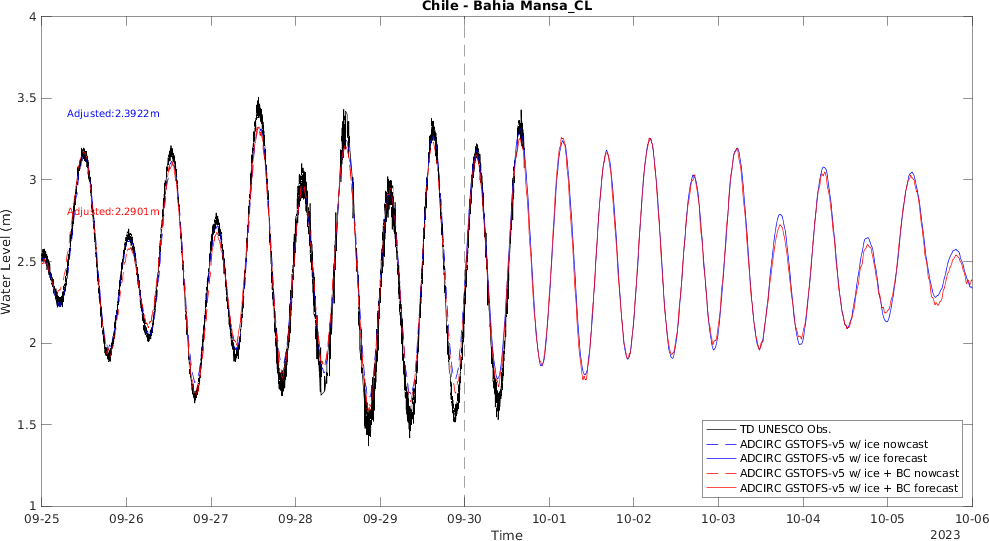 Chile - Bahia Mansa_CL
4
3.5
3
2.5
2
1.5
1
Water Level (m)
Adjusted:2.3922m
Adjusted:2.2901m
TD UNESCO Obs.
ADCIRC GSTOFS-v5 w/ ice nowcast
ADCIRC GSTOFS-v5 w/ ice forecast
ADCIRC GSTOFS-v5 w/ ice + BC nowcast
ADCIRC GSTOFS-v5 w/ ice + BC forecast
09-25 09-26 09-27 09-28 09-29 09-30 10-01 10-02 10-03 10-04 10-05 10-06
Time
2023